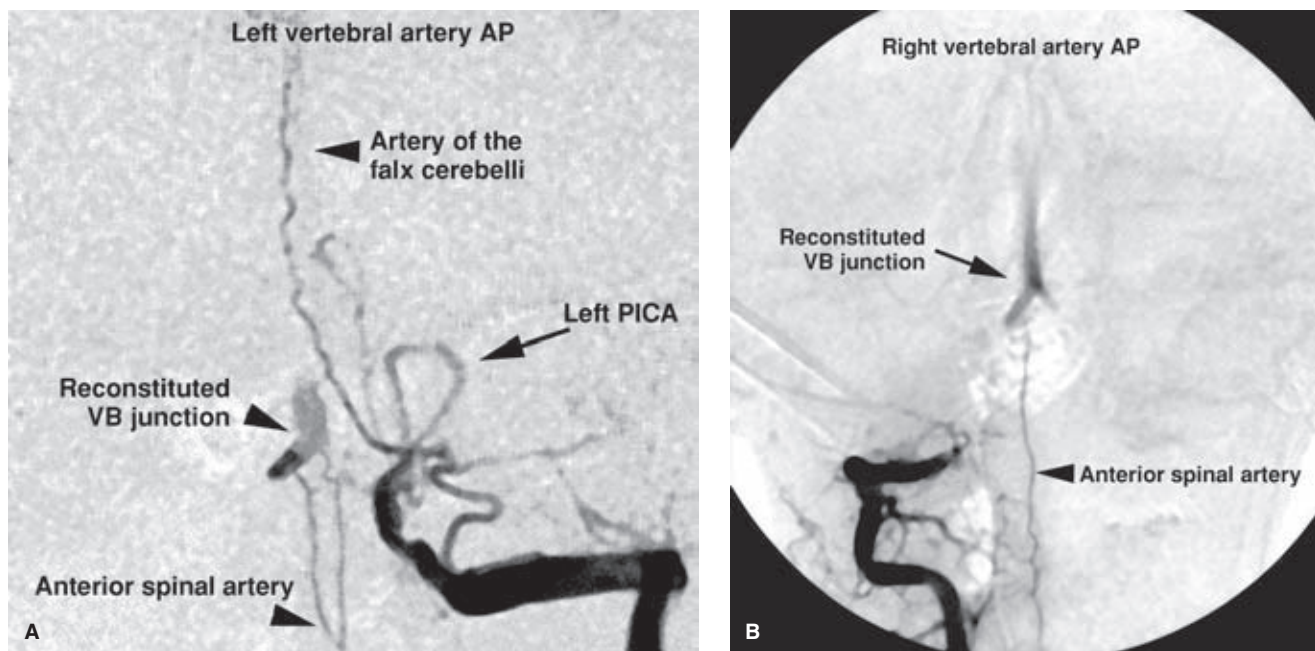 Left vertebral artery AP
Artery of the
falx cerebelli
Left PICA
Reconstituted
VB junction
Anterior spinal artery
A
Right vertebral artery AP
Reconstituted
VB junction
Anterior spinal artery
B